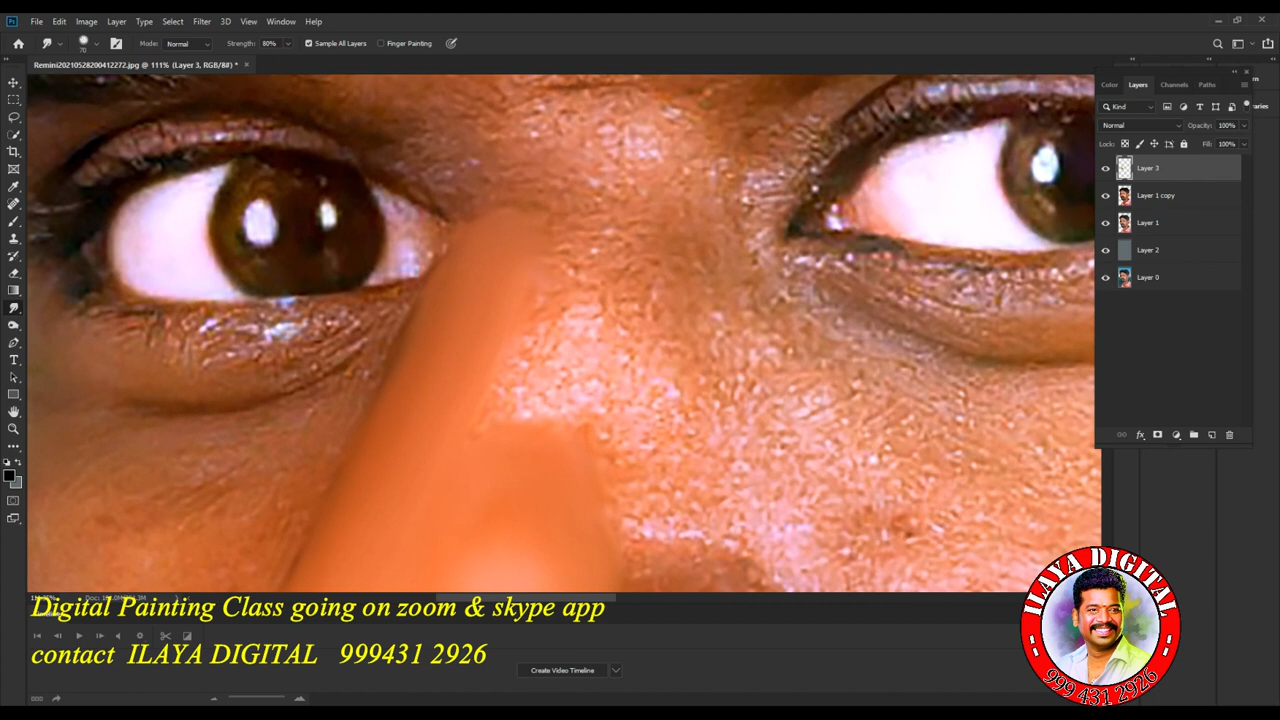 File Edit Image Layer Type Select Filter 3D View Window Help
70 Mode: Normal Strength: 80% Sample All Layers Finger Painting
Remini20210528200412272.jpg @ 111% (Layer 3, RGB/8#) *
Color Layers Channels Paths
Kind
Normal Opacity: 100%
Lock: Fill: 100%
Layer 3
Layer 1 copy
Layer 1
Layer 2
Layer 0
Digital Painting Class going on zoom & skype app
contact ILAYA DIGITAL 999431 2926
Create Video Timeline
ILAYA DIGITAL
999 431 2926